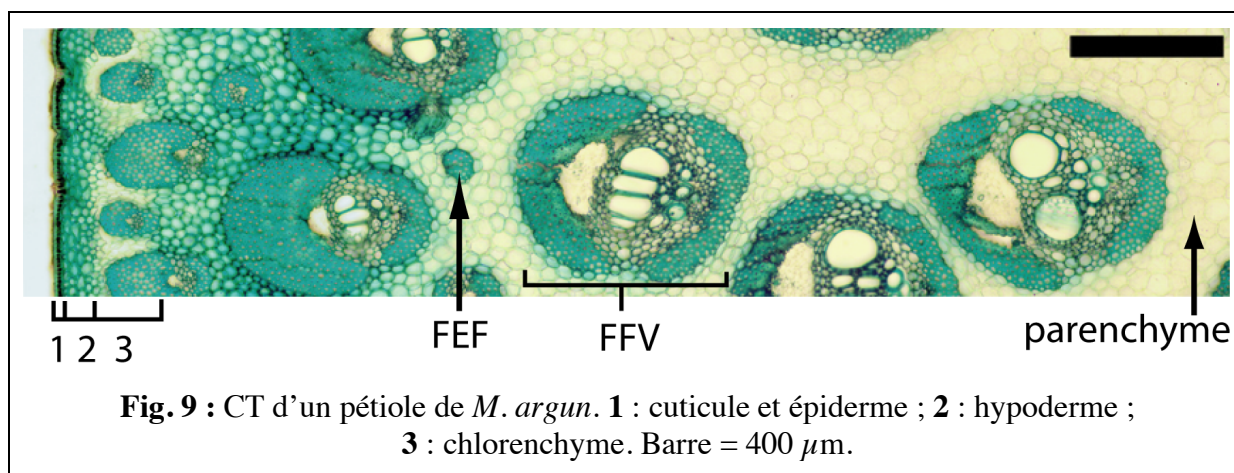 1 2 3
FEF
FFV
parenchyme
Fig. 9 : CT d’un pétiole de M. argun. 1 : cuticule et épiderme ; 2 : hypoderme ;
3 : chlorenchyme. Barre = 400 µm.